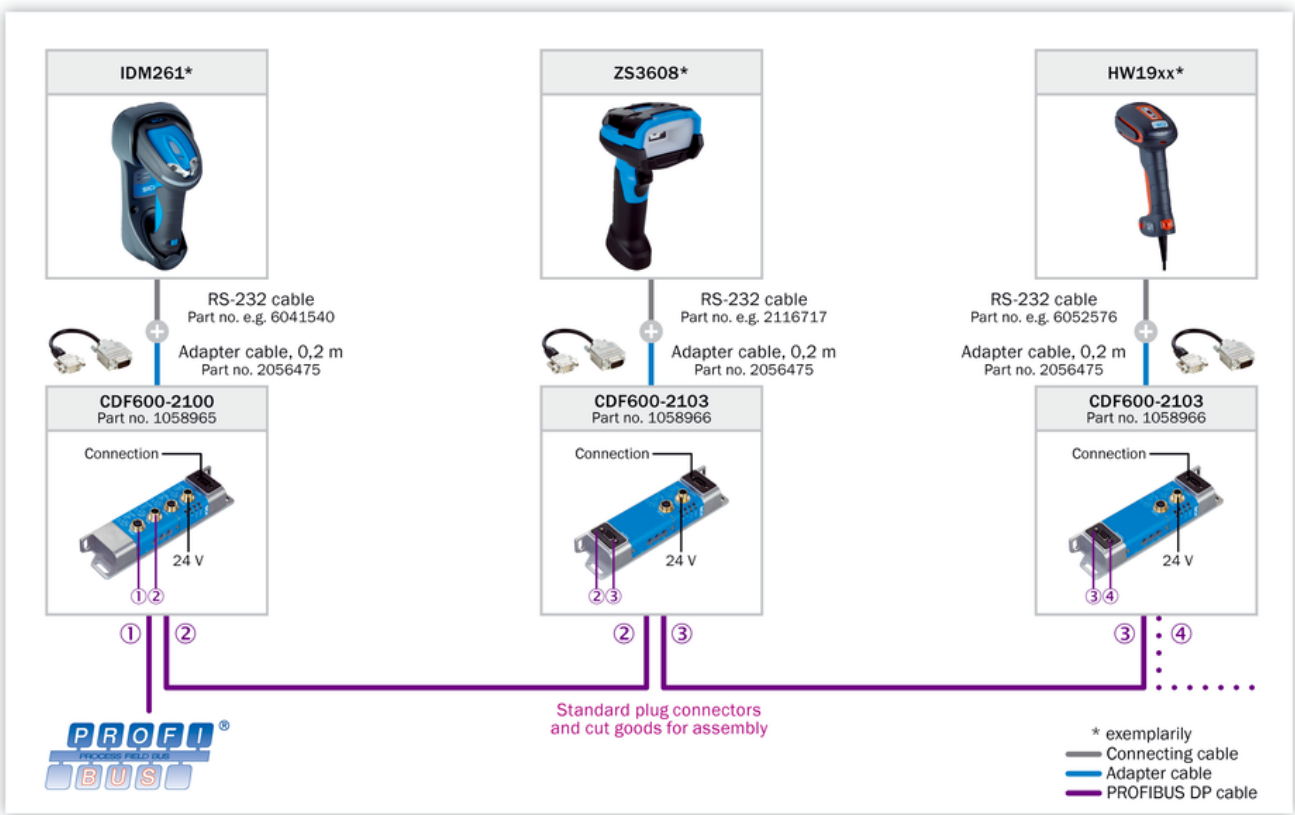 IDM261*
ZS3608*
HW19xx*
RS-232 cable
Part no. e.g. 6041540
Adapter cable, 0,2 m
Part no. 2056475
RS-232 cable
Part no. e.g. 2116717
Adapter cable, 0,2 m
Part no. 2056475
RS-232 cable
Part no. e.g. 6052576
Adapter cable, 0,2 m
Part no. 2056475
CDF600-2100
Part no. 1058965
Connection
24 V
①②
CDF600-2103
Part no. 1058966
Connection
24 V
②③
CDF600-2103
Part no. 1058966
Connection
24 V
③④
① ②
② ③
③ ④
Standard plug connectors
and cut goods for assembly
PROFI®
PROCESS FIELD BUS
BUS
* exemplarily
Connecting cable
Adapter cable
PROFIBUS DP cable